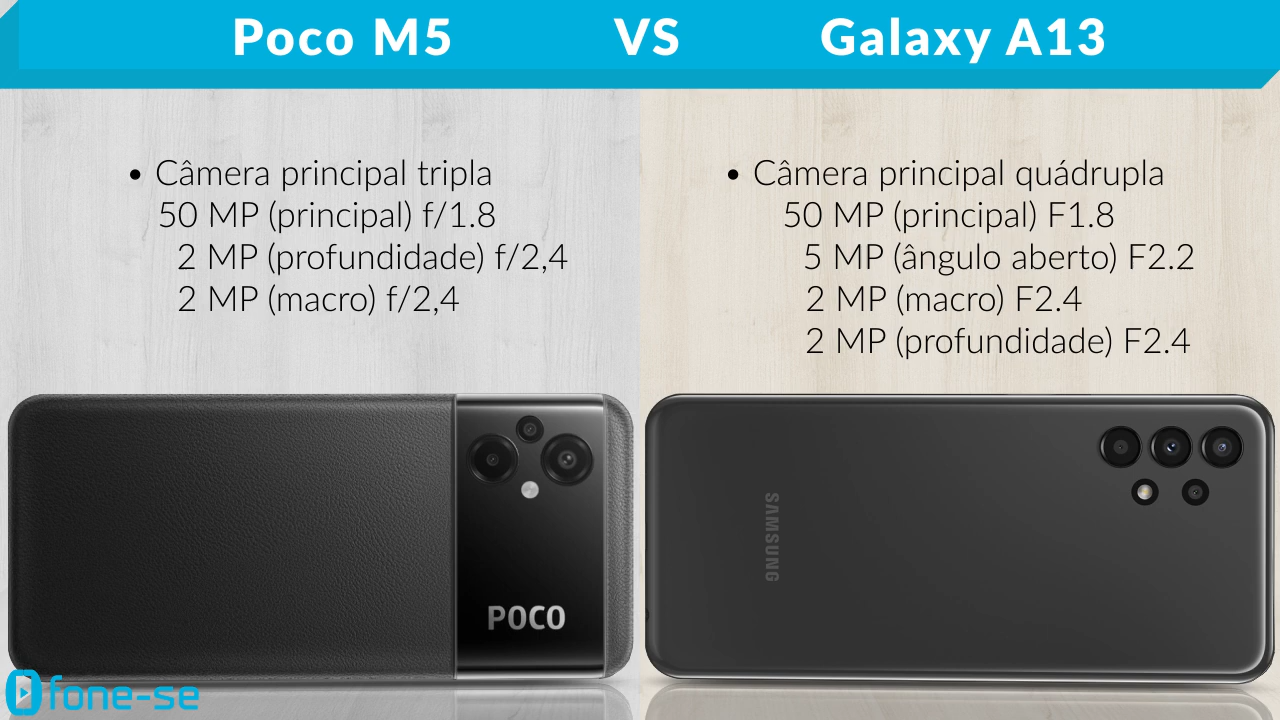 Poco M5 VS Galaxy A13
• Câmera principal tripla
50 MP (principal) f/1.8
2 MP (profundidade) f/2,4
2 MP (macro) f/2,4
• Câmera principal quádrupla
50 MP (principal) F1.8
5 MP (ângulo aberto) F2.2
2 MP (macro) F2.4
2 MP (profundidade) F2.4
POCO
SAMSUNG
fone-se